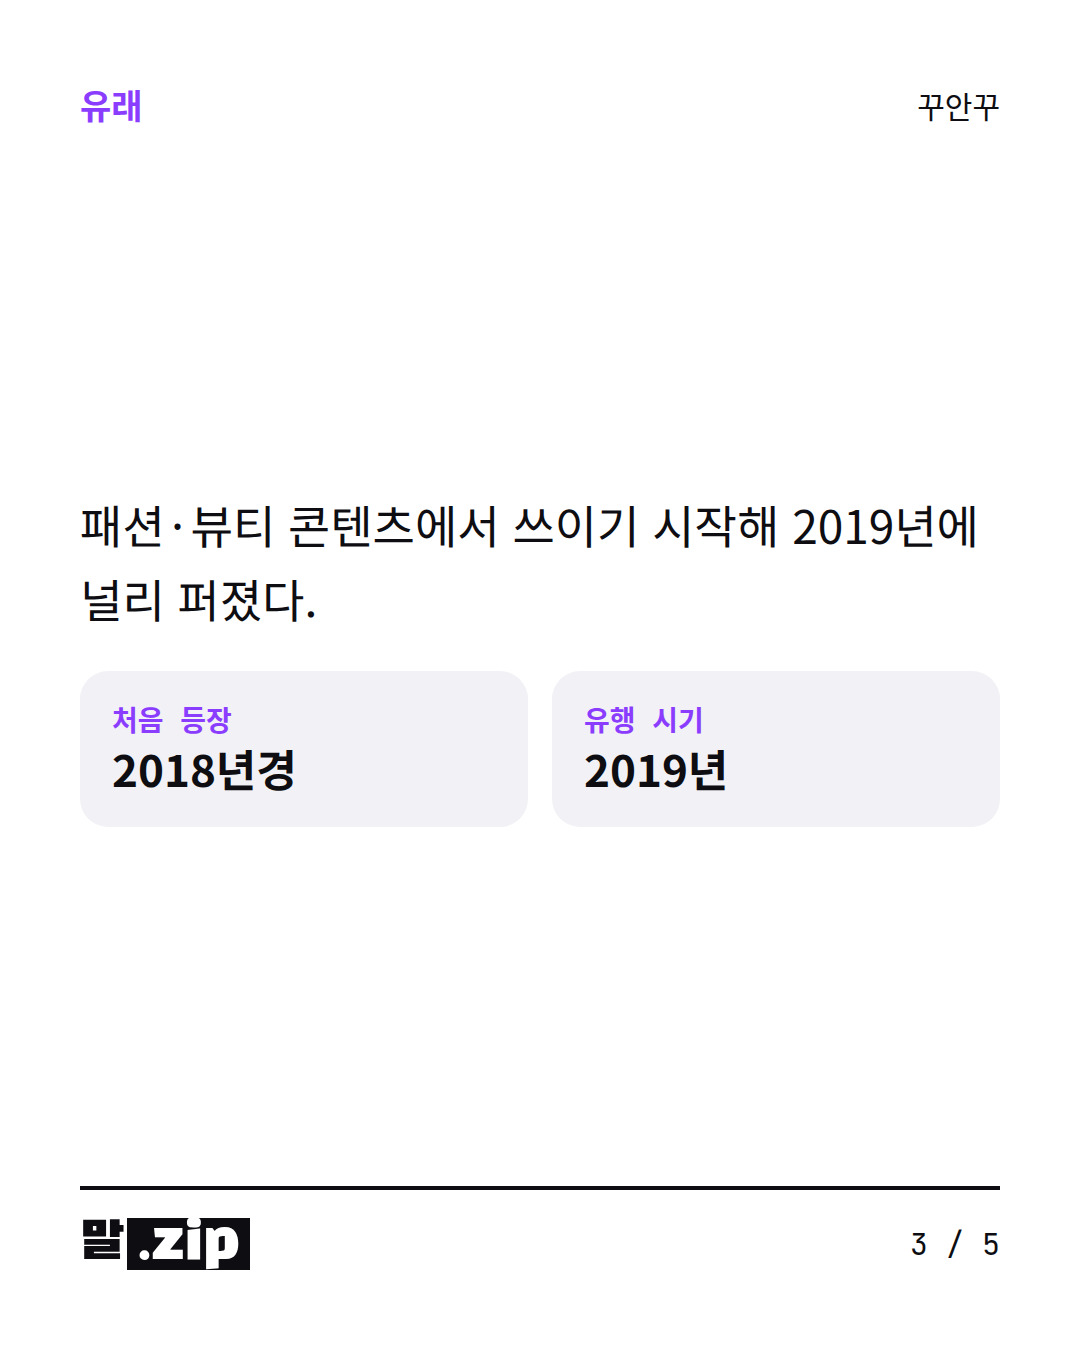 유래
꾸안꾸
패션·뷰티 콘텐츠에서 쓰이기 시작해 2019년에
널리 퍼졌다.
처음 등장
2018년경
유행 시기
2019년
말.zip
3 / 5